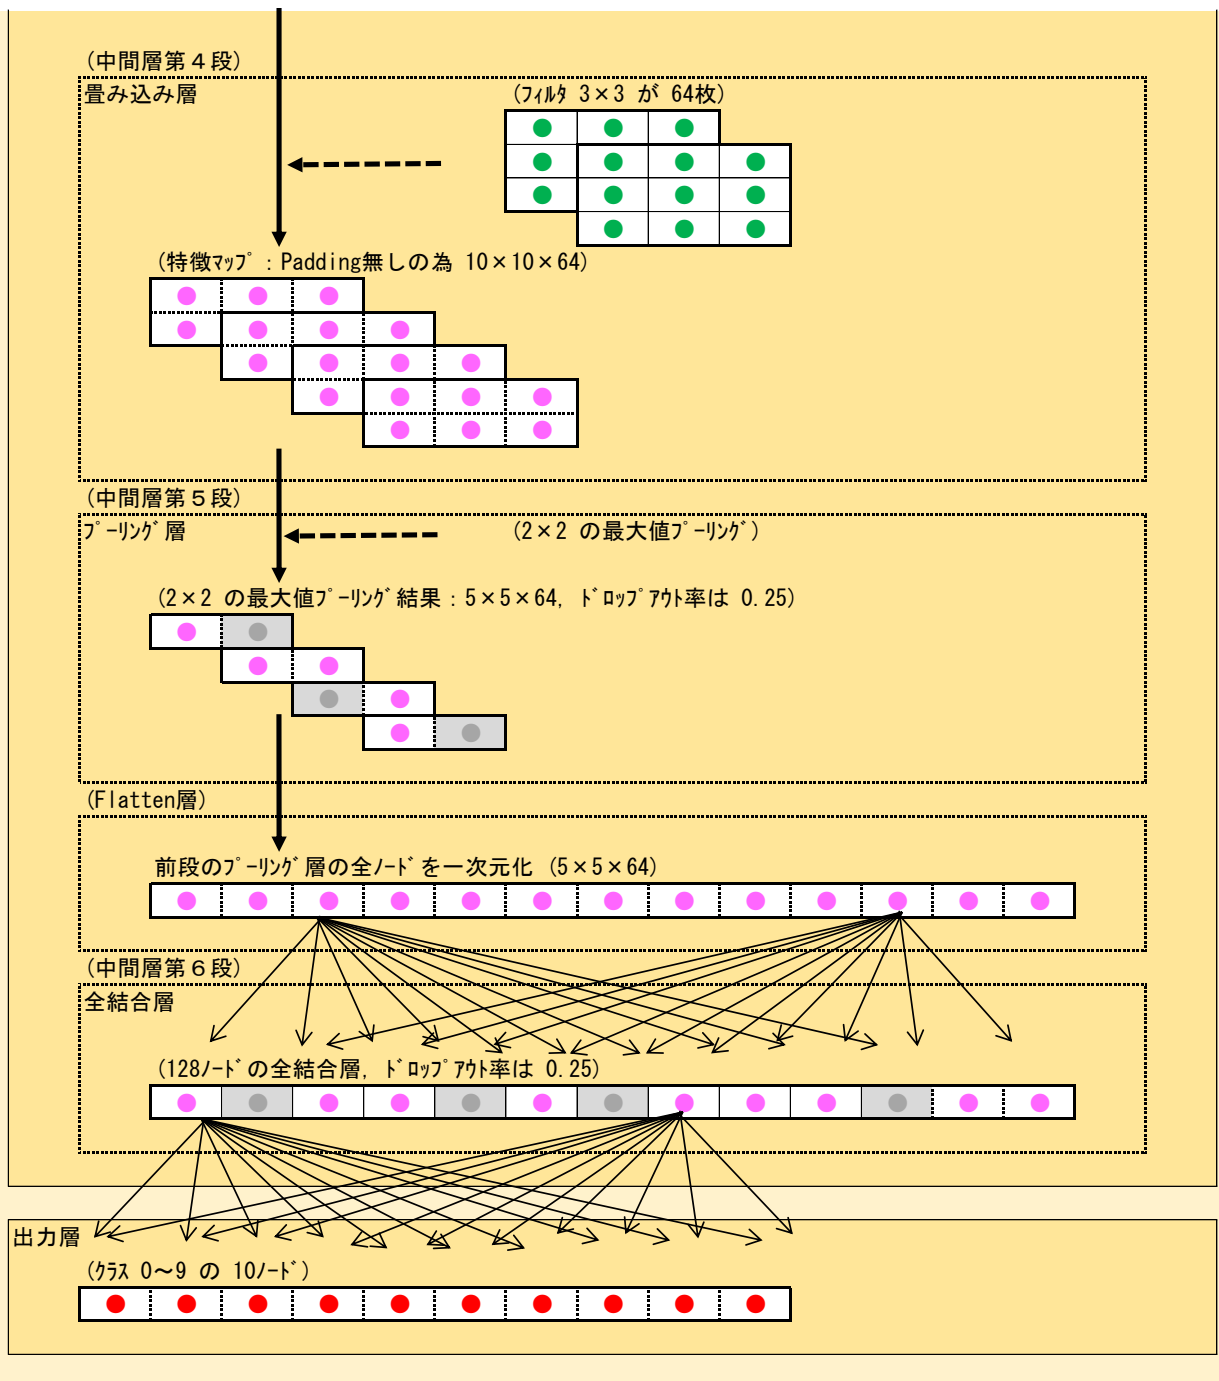 (中間層第４段)
畳み込み層
(ﾌｨﾙﾀ 3×3 が 64枚)
(特徴ﾏｯﾌﾟ：Padding無しの為 10×10×64)
(中間層第５段)
ﾌﾟｰﾘﾝｸﾞ層
(2×2 の最大値ﾌﾟｰﾘﾝｸﾞ)
(2×2 の最大値ﾌﾟｰﾘﾝｸﾞ結果：5×5×64, ﾄﾞﾛｯﾌﾟｱｳﾄ率は 0.25)
(Flatten層)
前段のﾌﾟｰﾘﾝｸﾞ層の全ﾉｰﾄﾞを一次元化 (5×5×64)
(中間層第６段)
全結合層
(128ﾉｰﾄﾞの全結合層, ﾄﾞﾛｯﾌﾟｱｳﾄ率は 0.25)
出力層
(ｸﾗｽ 0～9 の 10ﾉｰﾄﾞ)